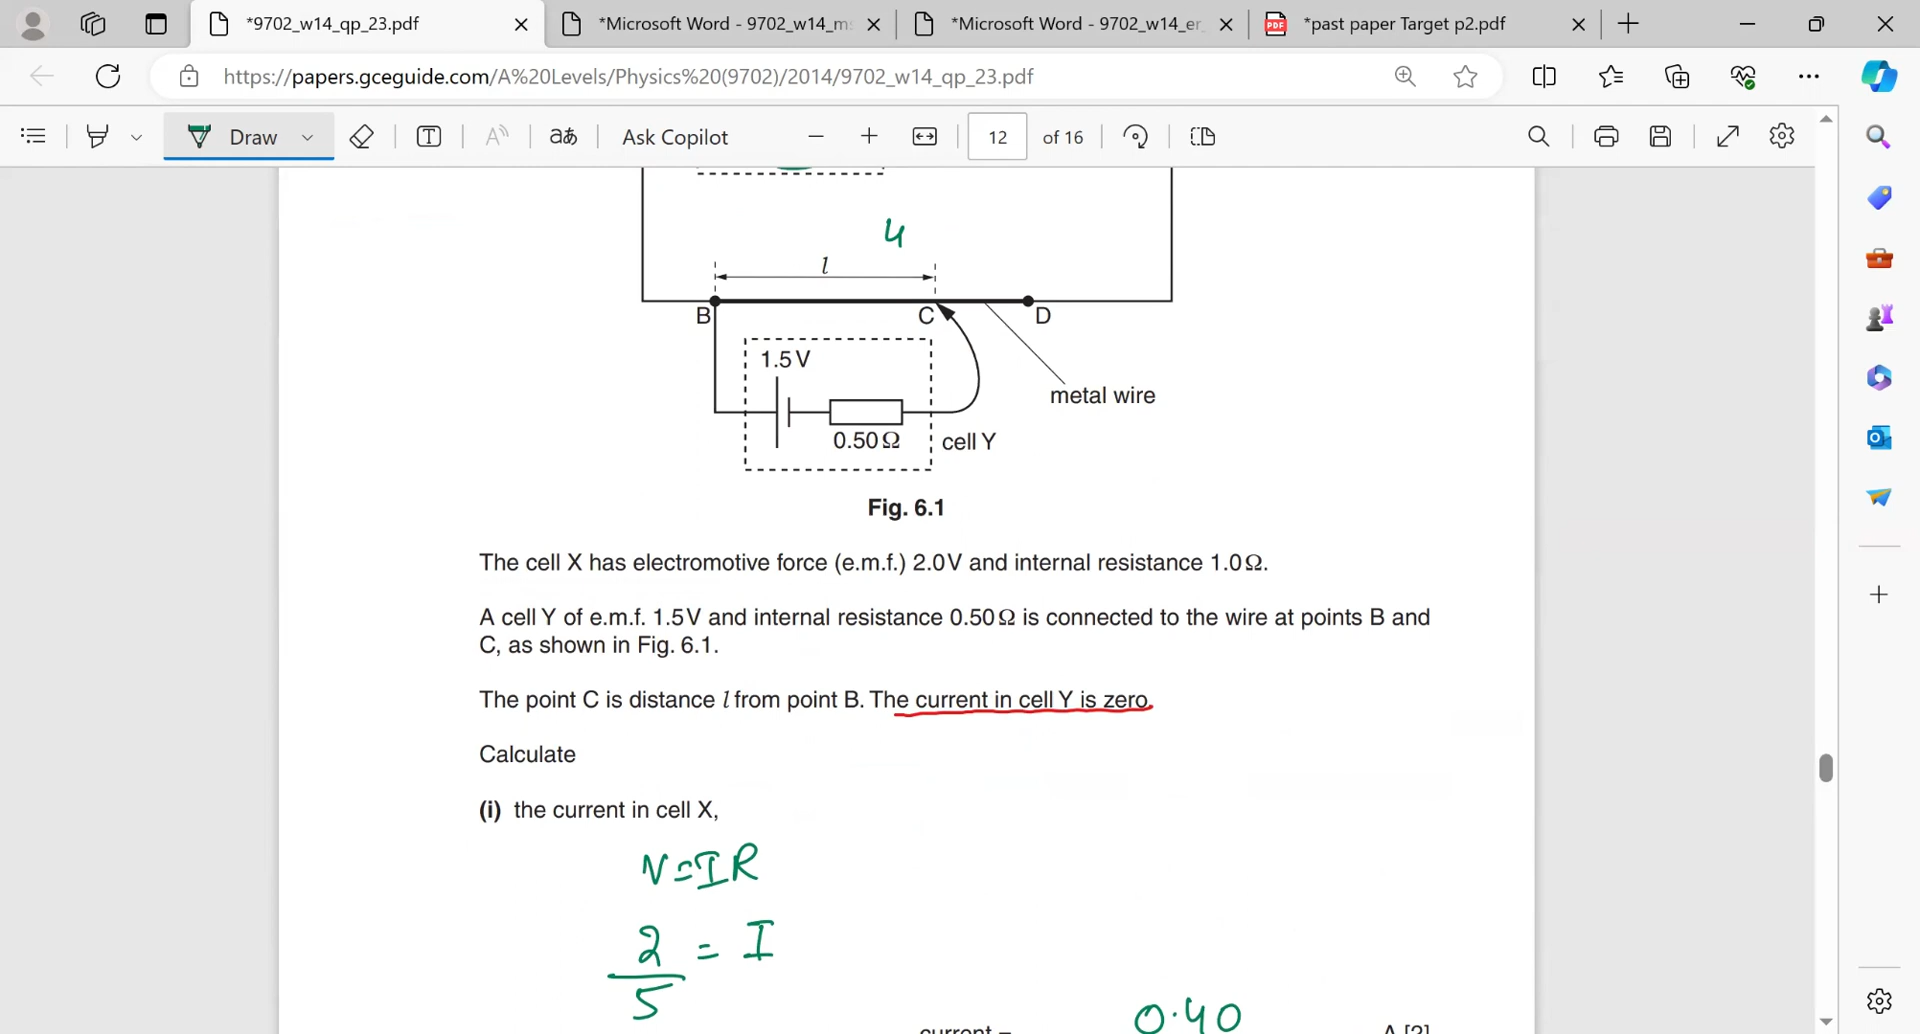 *9702_w14_qp_23.pdf
*Microsoft Word - 9702_w14_ms
*Microsoft Word - 9702_w14_er_
*past paper Target p2.pdf
https://papers.gceguide.com/A%20Levels/Physics%20(9702)/2014/9702_w14_qp_23.pdf
Draw
Ask Copilot
12 of 16
4
l
B
C
D
1.5 V
metal wire
0.50 Ω
cell Y
Fig. 6.1
The cell X has electromotive force (e.m.f.) 2.0 V and internal resistance 1.0 Ω.
A cell Y of e.m.f. 1.5 V and internal resistance 0.50 Ω is connected to the wire at points B and
C, as shown in Fig. 6.1.
The point C is distance l from point B. The current in cell Y is zero.
Calculate
(i) the current in cell X,
V=IR
2
= I
5
0.40
current =
A [2]